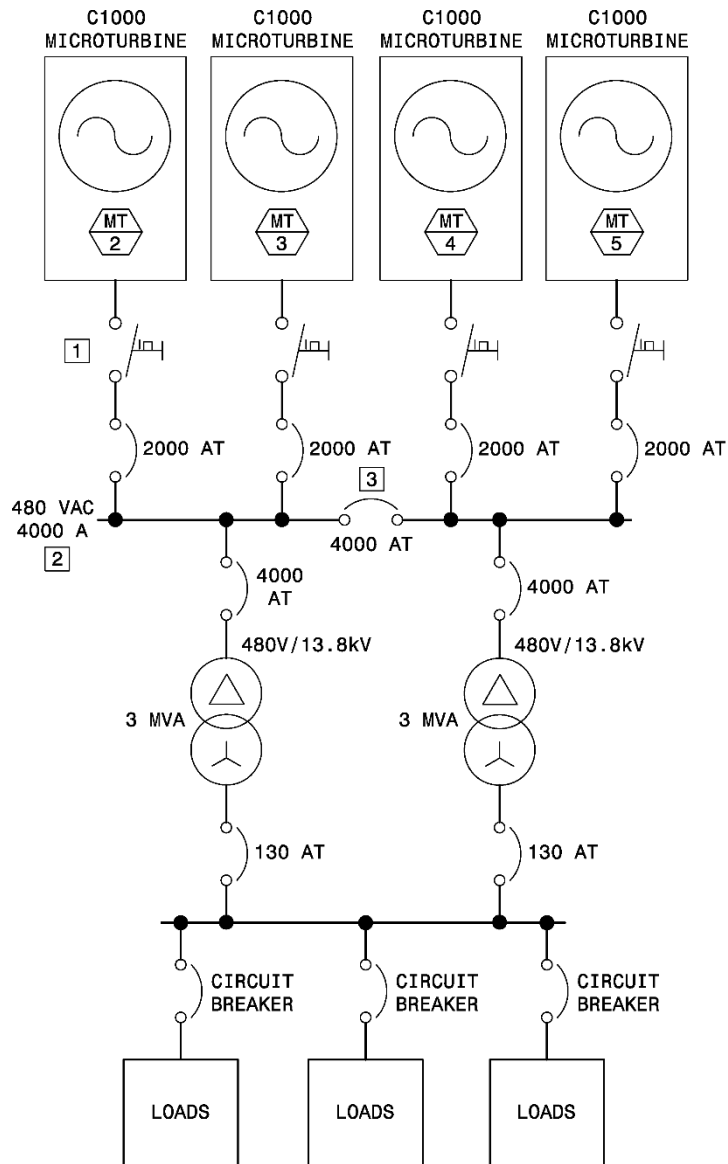 C1000
MICROTURBINE
C1000
MICROTURBINE
C1000
MICROTURBINE
C1000
MICROTURBINE
MT
2
MT
3
MT
4
MT
5
1
2000 AT
2000 AT
2000 AT
2000 AT
3
480 VAC
4000 A
2
4000 AT
4000
AT
4000 AT
480V/13.8kV
480V/13.8kV
3 MVA
3 MVA
130 AT
130 AT
CIRCUIT
BREAKER
CIRCUIT
BREAKER
CIRCUIT
BREAKER
LOADS
LOADS
LOADS